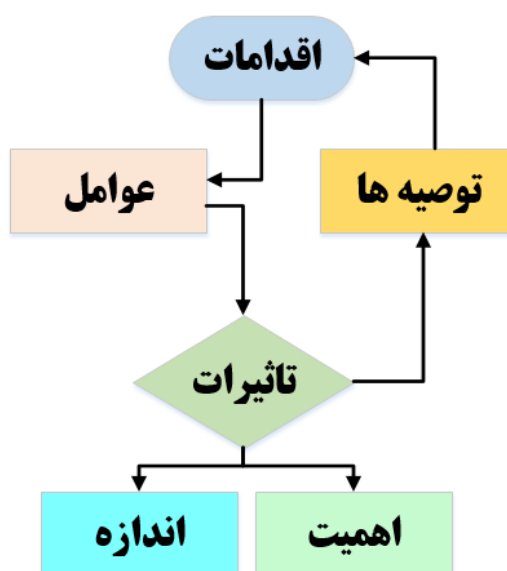 اقدامات
توصیه ها
عوامل
تاثیرات
اهمیت
اندازه